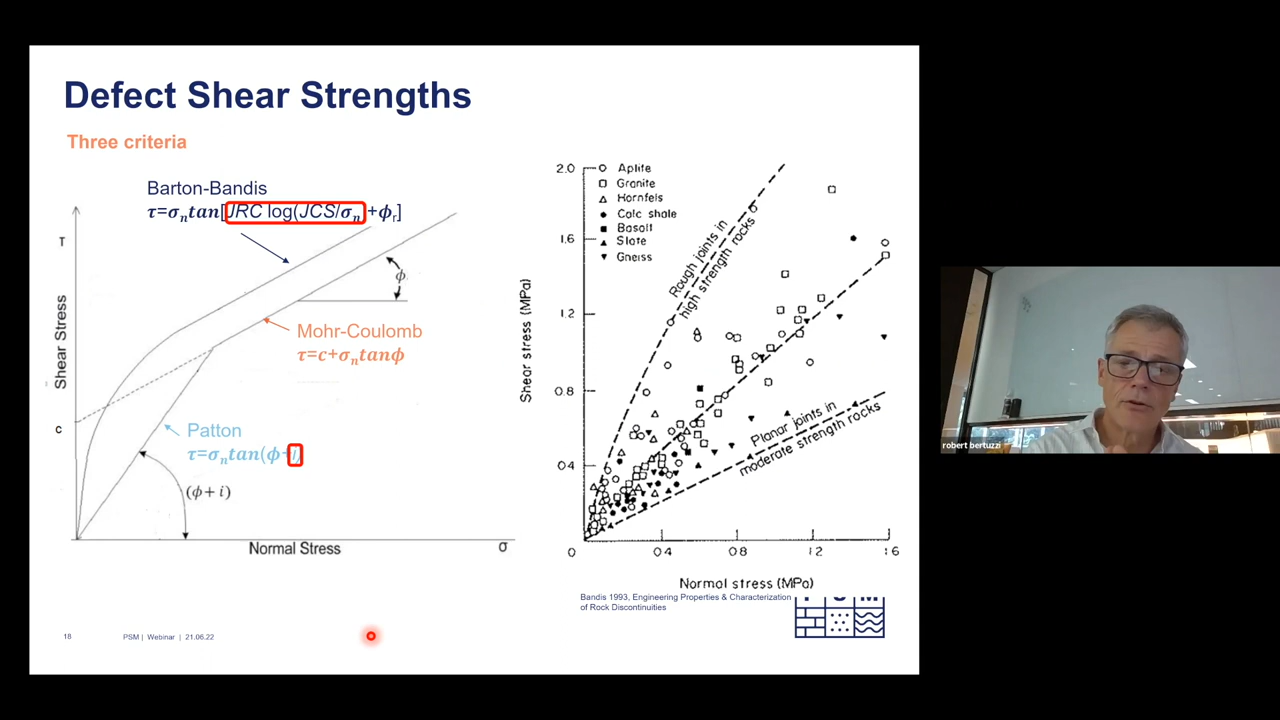 Defect Shear Strengths
Three criteria
Barton-Bandis
τ=σₙtan[JRC log(JCS/σₙ)+ϕᵣ]
T
ϕ
Mohr-Coulomb
τ=c+σₙtanϕ
Shear Stress
c
Patton
τ=σₙtan(ϕ+i)
(ϕ+i)
Normal Stress
σ
2.0
1.6
1.2
0.8
0.4
0
0.4
0.8
1.2
1.6
Aplite
Granite
Hornfels
Calc shale
Basalt
Slate
Gneiss
Rough joints in
high strength rocks
Planar joints in
moderate strength rocks
Shear stress (MPa)
Normal stress (MPa)
Bandis 1993, Engineering Properties & Characterization
of Rock Discontinuities
PSM
18
PSM | Webinar | 21.06.22
robert bertuzzi